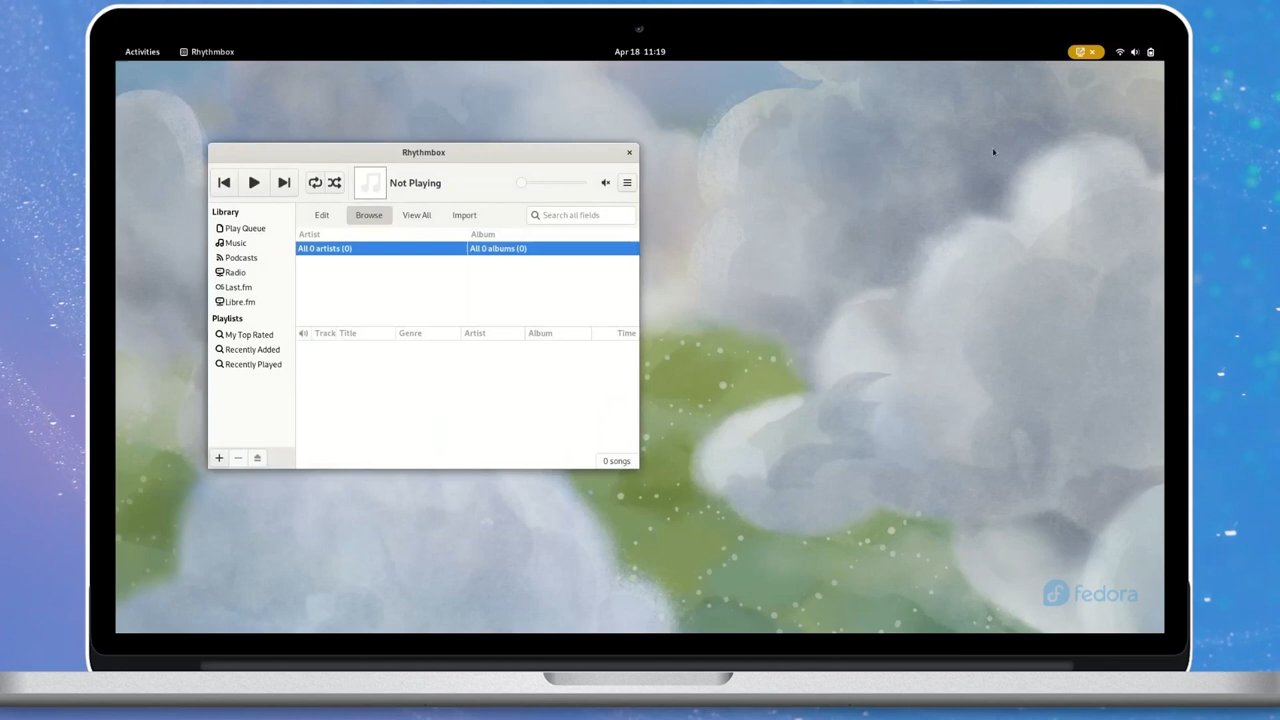 Activities
Rhythmbox
Apr 18 11:19
Rhythmbox
Not Playing
Library
Play Queue
Music
Podcasts
Radio
Last.fm
Libre.fm
Playlists
My Top Rated
Recently Added
Recently Played
Edit
Browse
View All
Import
Search all fields
Artist
Album
All 0 artists (0)
All 0 albums (0)
Track
Title
Genre
Artist
Album
Time
0 songs
fedora